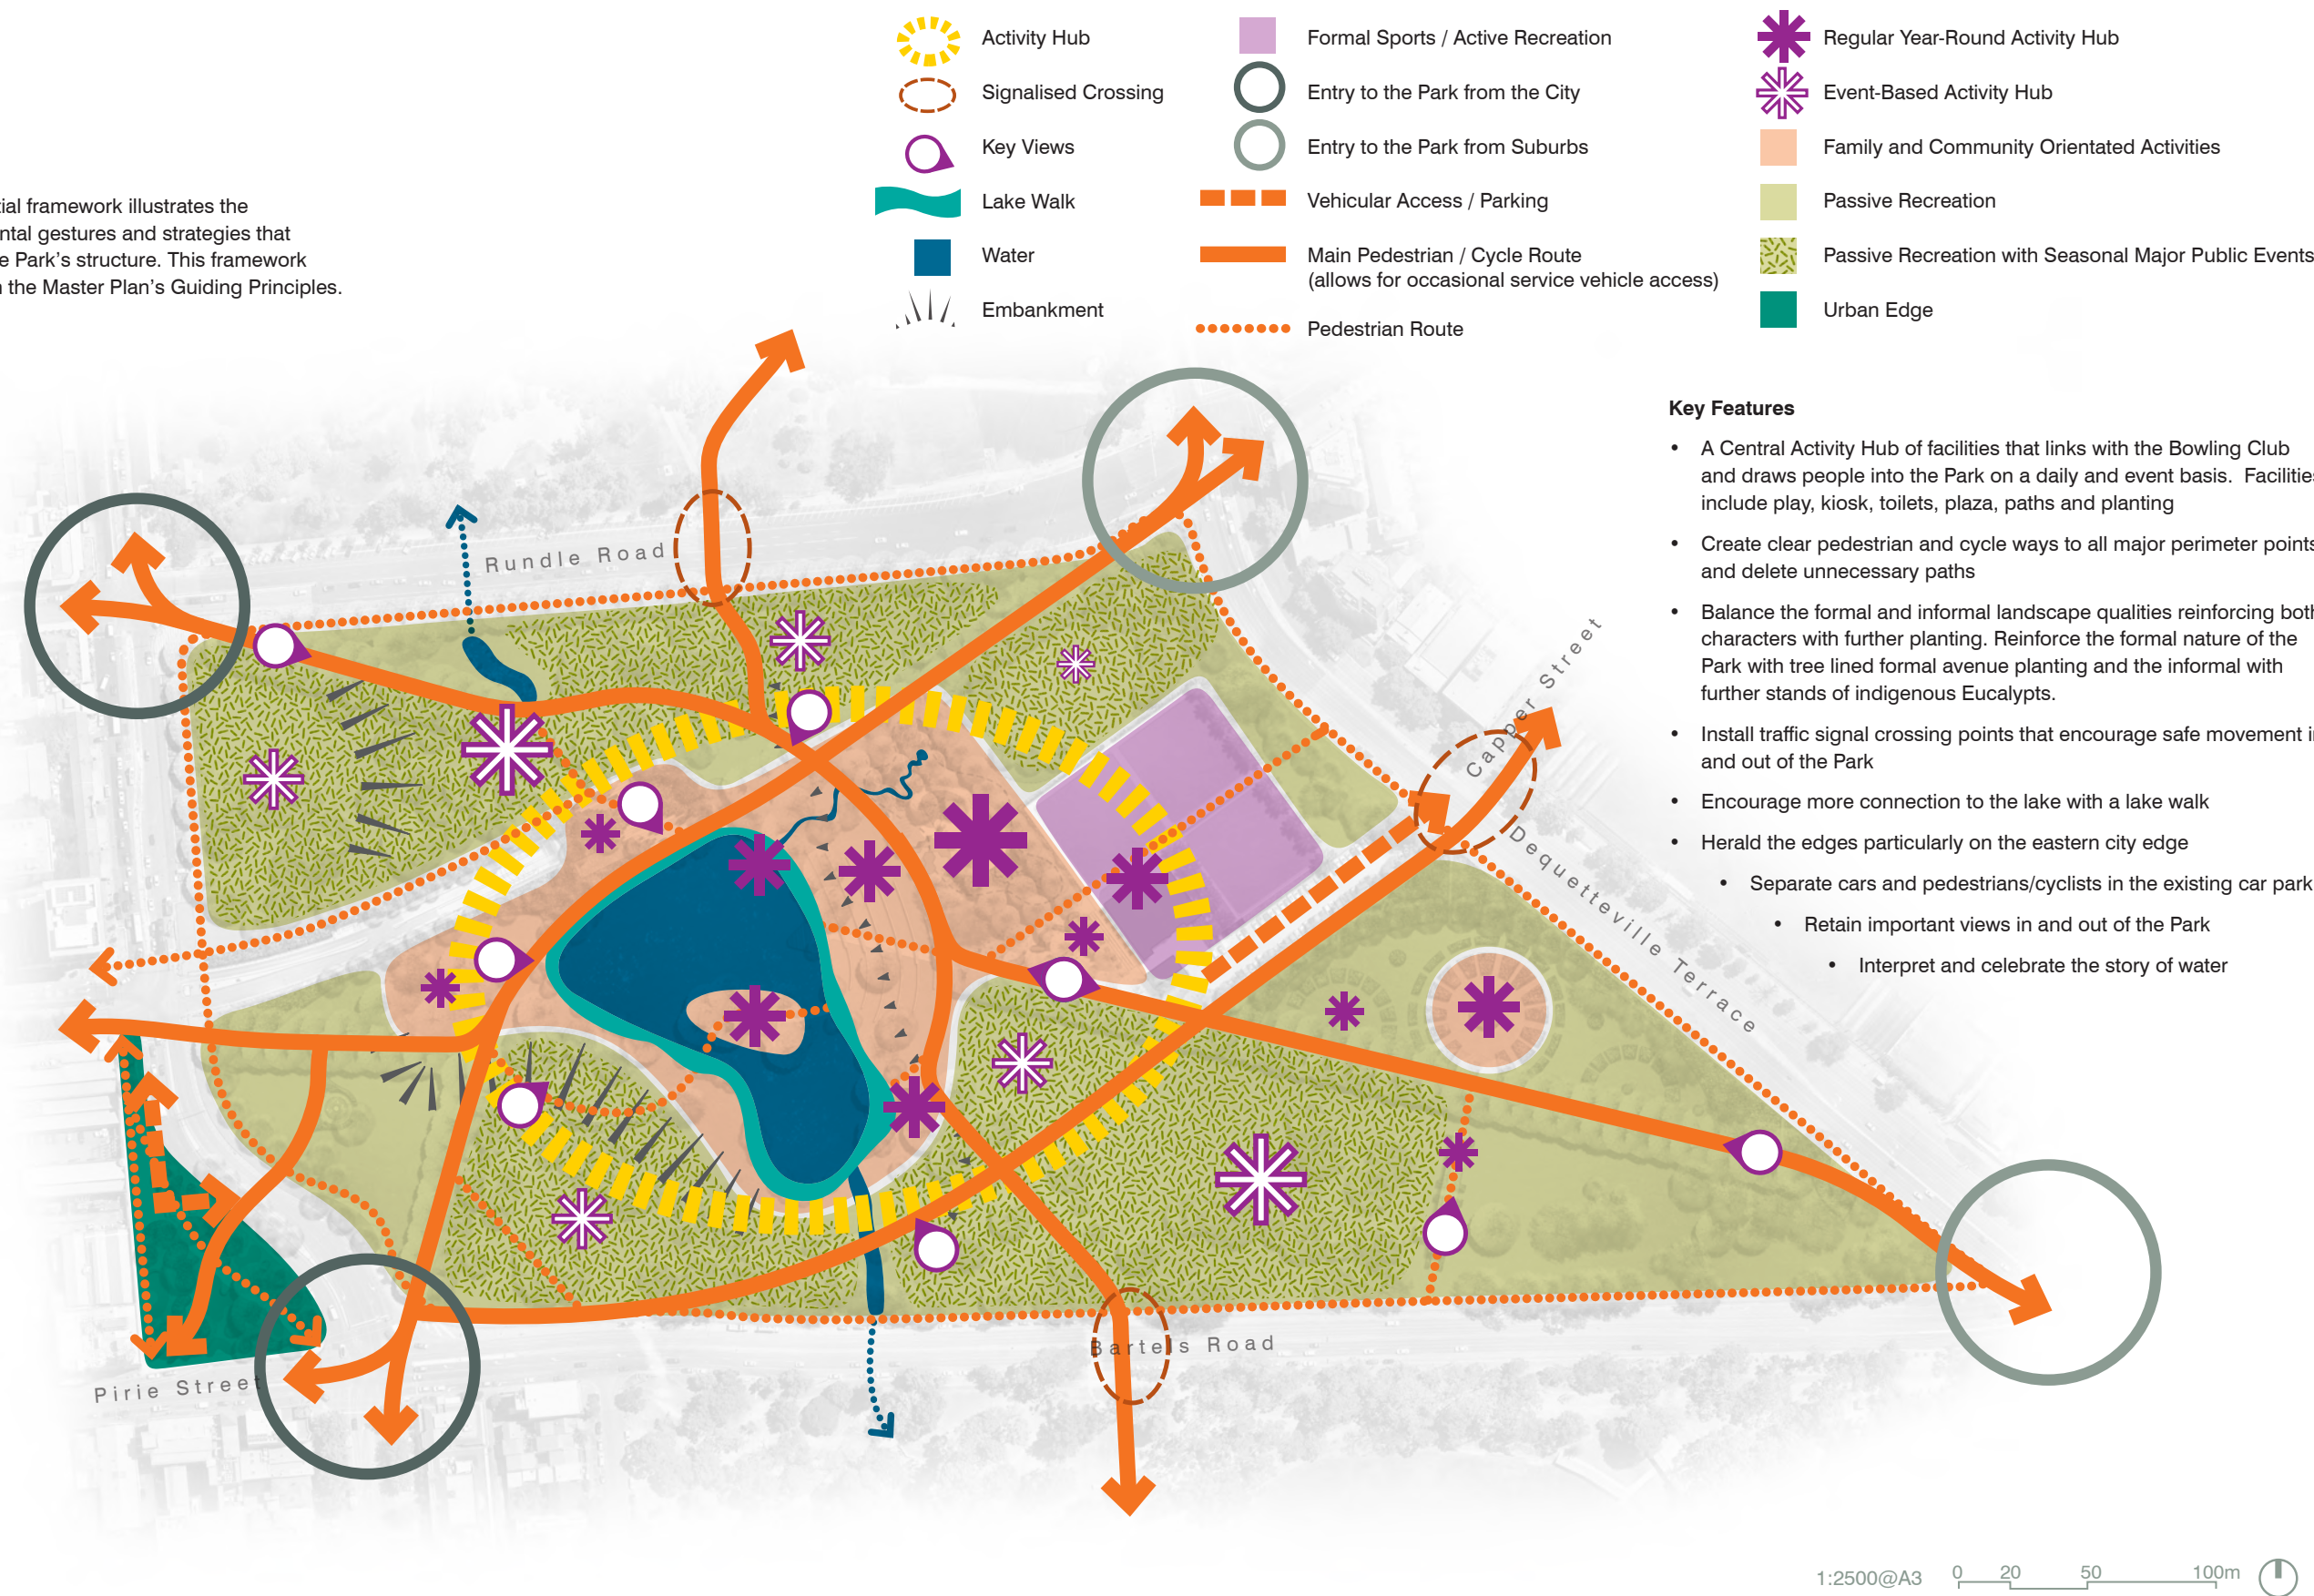 Activity Hub
Signalised Crossing
Key Views
Lake Walk
Water
Embankment
Formal Sports / Active Recreation
Entry to the Park from the City
Entry to the Park from Suburbs
Vehicular Access / Parking
Main Pedestrian / Cycle Route
(allows for occasional service vehicle access)
Pedestrian Route
Regular Year-Round Activity Hub
Event-Based Activity Hub
Family and Community Orientated Activities
Passive Recreation
Passive Recreation with Seasonal Major Public Events
Urban Edge
framework illustrates the
gestures and strategies that
Park's structure. This framework
the Master Plan's Guiding Principles.
Key Features
• A Central Activity Hub of facilities that links with the Bowling Club
and draws people into the Park on a daily and event basis. Facilities
include play, kiosk, toilets, plaza, paths and planting
• Create clear pedestrian and cycle ways to all major perimeter points
and delete unnecessary paths
• Balance the formal and informal landscape qualities reinforcing both
characters with further planting. Reinforce the formal nature of the
Park with tree lined formal avenue planting and the informal with
further stands of indigenous Eucalypts.
• Install traffic signal crossing points that encourage safe movement in
and out of the Park
• Encourage more connection to the lake with a lake walk
• Herald the edges particularly on the eastern city edge
• Separate cars and pedestrians/cyclists in the existing car park
• Retain important views in and out of the Park
• Interpret and celebrate the story of water
Rundle Road
Capper Street
Dequetteville Terrace
Bartels Road
Pirie Street
1:2500@A3
0 20 50 100m